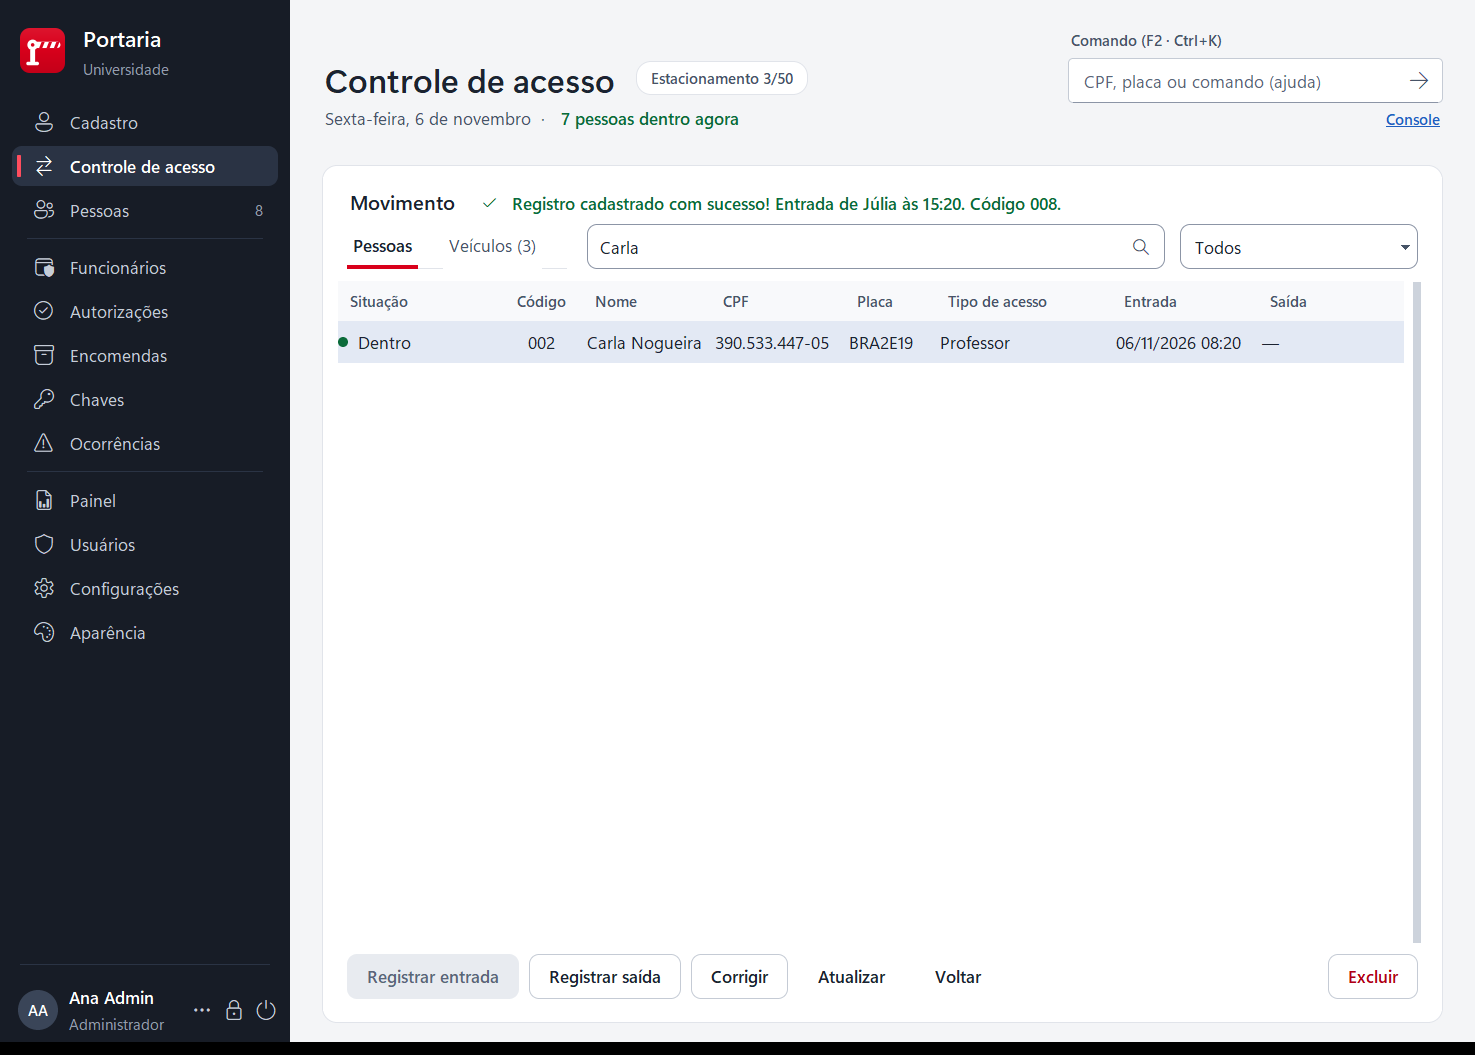 Portaria
Universidade
Cadastro
Controle de acesso
Pessoas 8
Funcionários
Autorizações
Encomendas
Chaves
Ocorrências
Painel
Usuários
Configurações
Aparência
AA
Ana Admin
Administrador
Controle de acesso
Estacionamento 3/50
Sexta-feira, 6 de novembro · 7 pessoas dentro agora
Comando (F2 · Ctrl+K)
CPF, placa ou comando (ajuda)
Console
Movimento
Registro cadastrado com sucesso! Entrada de Júlia às 15:20. Código 008.
Pessoas Veículos (3)
Carla
Todos
Situação Código Nome CPF Placa Tipo de acesso Entrada Saída
Dentro 002 Carla Nogueira 390.533.447-05 BRA2E19 Professor 06/11/2026 08:20 —
Registrar entrada Registrar saída Corrigir Atualizar Voltar Excluir